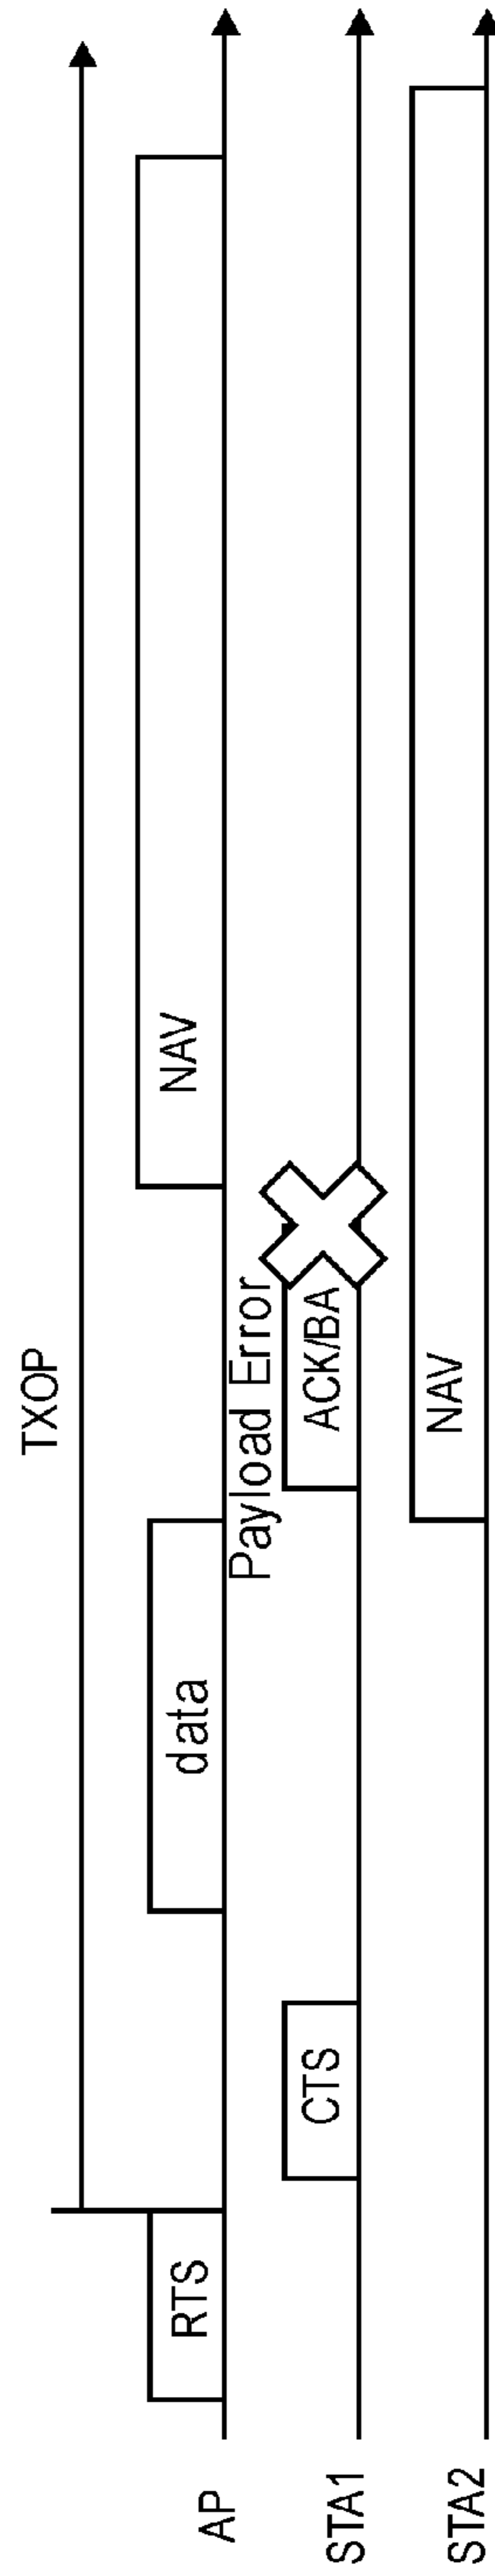 TXOP
AP
RTS
data
NAV
Payload Error
STA1
CTS
ACK/BA
STA2
NAV